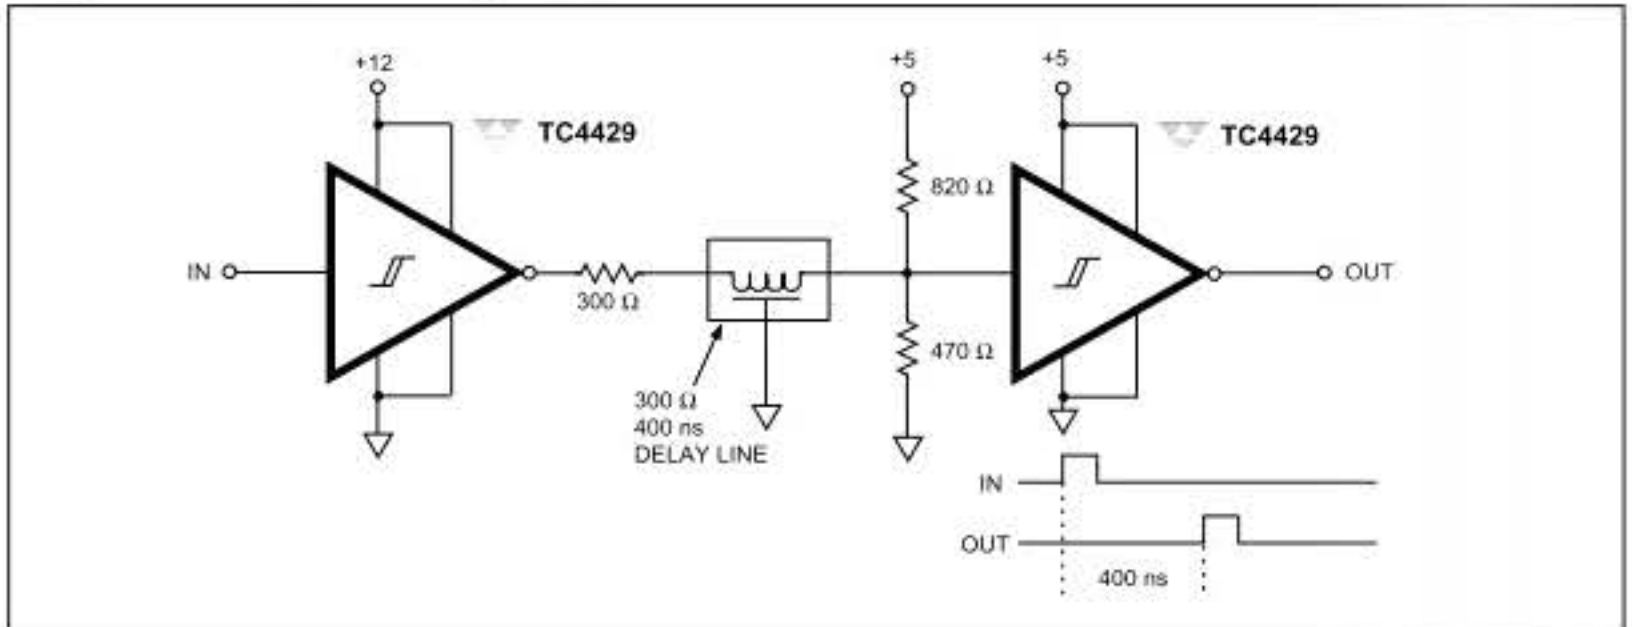 +12
+5
+5
TC4429
TC4429
820 Ω
IN
OUT
300 Ω
470 Ω
300 Ω
400 ns
DELAY LINE
IN
OUT
400 ns